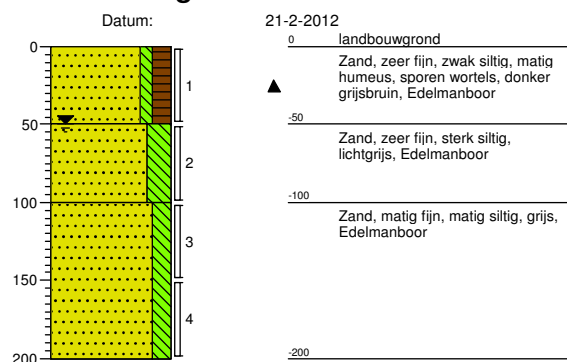 Datum: 21-2-2012
0
50
100
150
200
1
2
3
4
0 landbouwgrond
Zand, zeer fijn, zwak siltig, matig
humeus, sporen wortels, donker
grijsbruin, Edelmanboor
-50
Zand, zeer fijn, sterk siltig,
lichtgrijs, Edelmanboor
-100
Zand, matig fijn, matig siltig, grijs,
Edelmanboor
-200